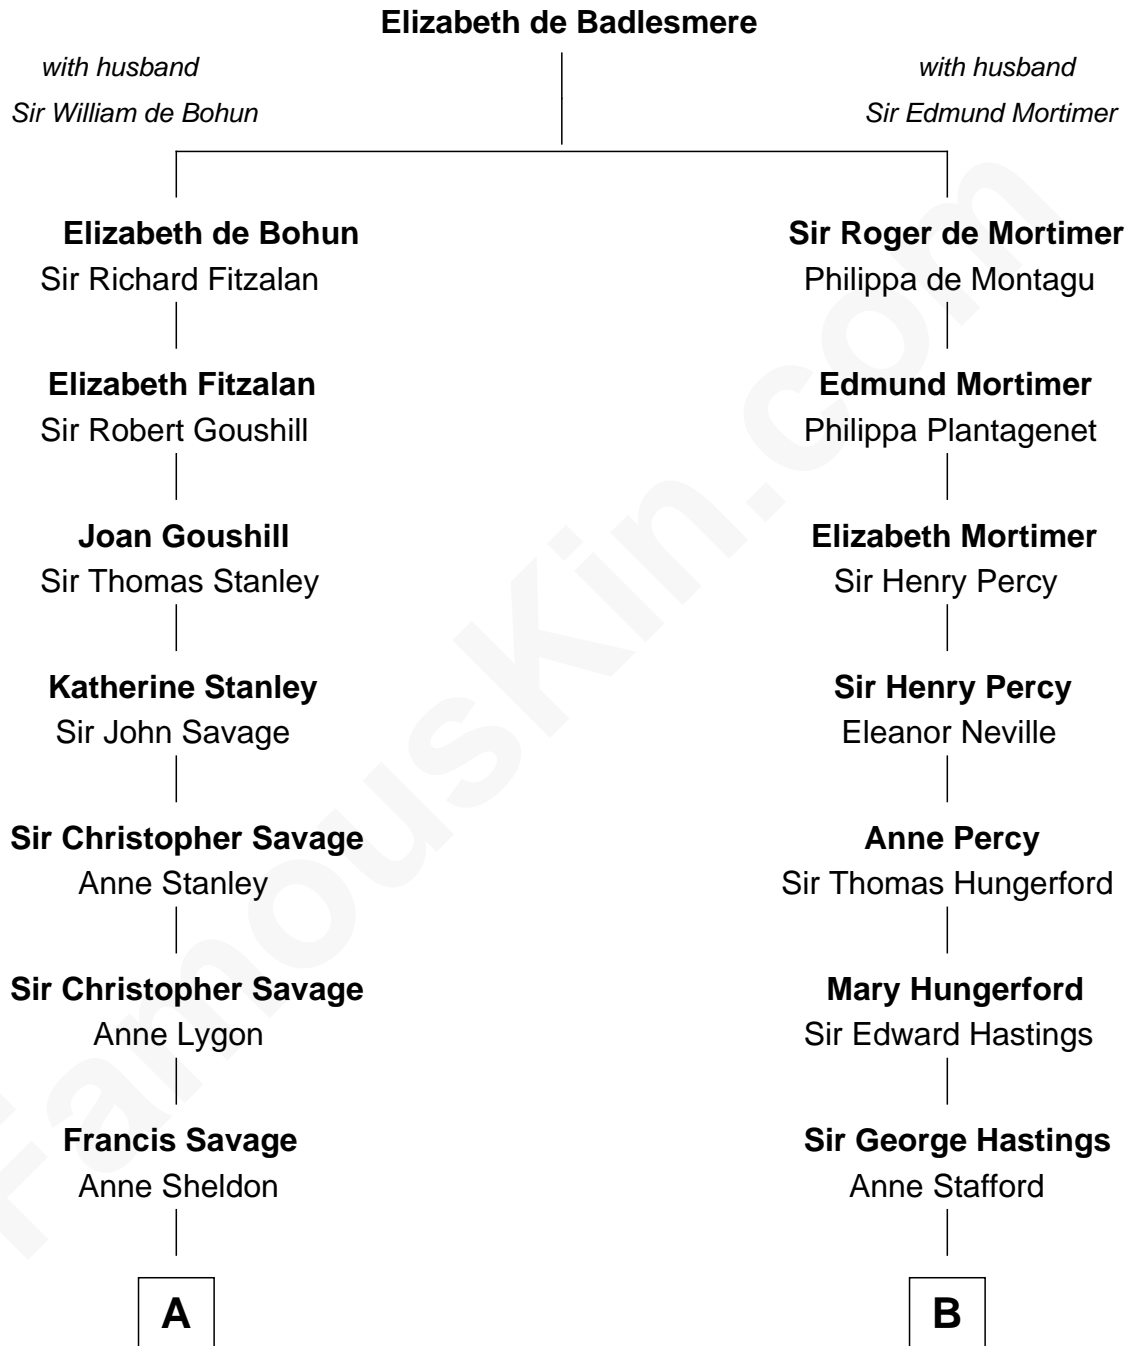 Elizabeth de Badlesmere
with husband
Sir William de Bohun
with husband
Sir Edmund Mortimer
Elizabeth de Bohun
Sir Richard Fitzalan
Sir Roger de Mortimer
Philippa de Montagu
Elizabeth Fitzalan
Sir Robert Goushill
Edmund Mortimer
Philippa Plantagenet
Joan Goushill
Sir Thomas Stanley
Elizabeth Mortimer
Sir Henry Percy
Katherine Stanley
Sir John Savage
Sir Henry Percy
Eleanor Neville
Sir Christopher Savage
Anne Stanley
Anne Percy
Sir Thomas Hungerford
Sir Christopher Savage
Anne Lygon
Mary Hungerford
Sir Edward Hastings
Francis Savage
Anne Sheldon
Sir George Hastings
Anne Stafford
A
B
FamousKin.com